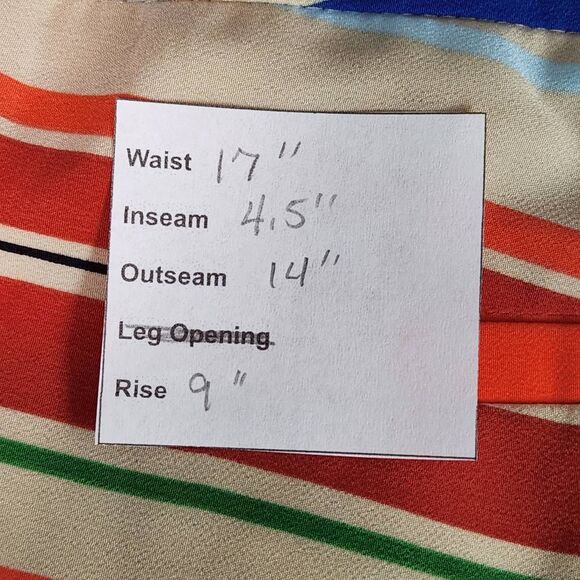 Waist 17"
Inseam 4.5"
Outseam 14"
Leg Opening
Rise 9"